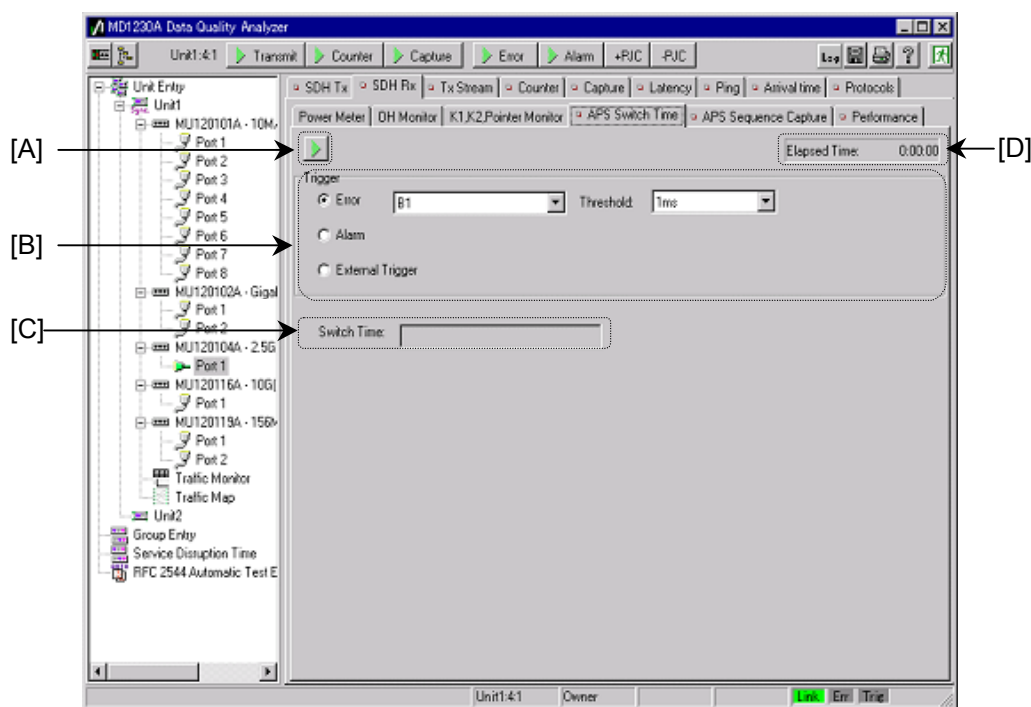 MD1230A Data Quality Analyzer
Unit1:4:1 Transmit Counter Capture Error Alarm +RJC -RJC Log ?
SDH Tx SDH Rx Tx Stream Counter Capture Latency Ping Arrival time Protocols
Power Meter OH Monitor K1,K2,Pointer Monitor APS Switch Time APS Sequence Capture Performance
[A]
Elapsed Time: 0:00:00
[D]
Trigger
Error B1 Threshold: 1ms
[B]
Alarm
External Trigger
[C]
Switch Time:
Unit Entry
Unit1
MU120101A - 10M
Port 1
Port 2
Port 3
Port 4
Port 5
Port 6
Port 7
Port 8
MU120102A - Gigal
Port 1
Port 2
MU120104A - 2.5G
Port 1
MU120116A - 10G(
Port 1
MU120119A - 156M
Port 1
Port 2
Traffic Monitor
Traffic Map
Unit2
Group Entry
Service Disruption Time
RFC 2544 Automatic Test E
Unit1:4:1 Owner Link Err Trig